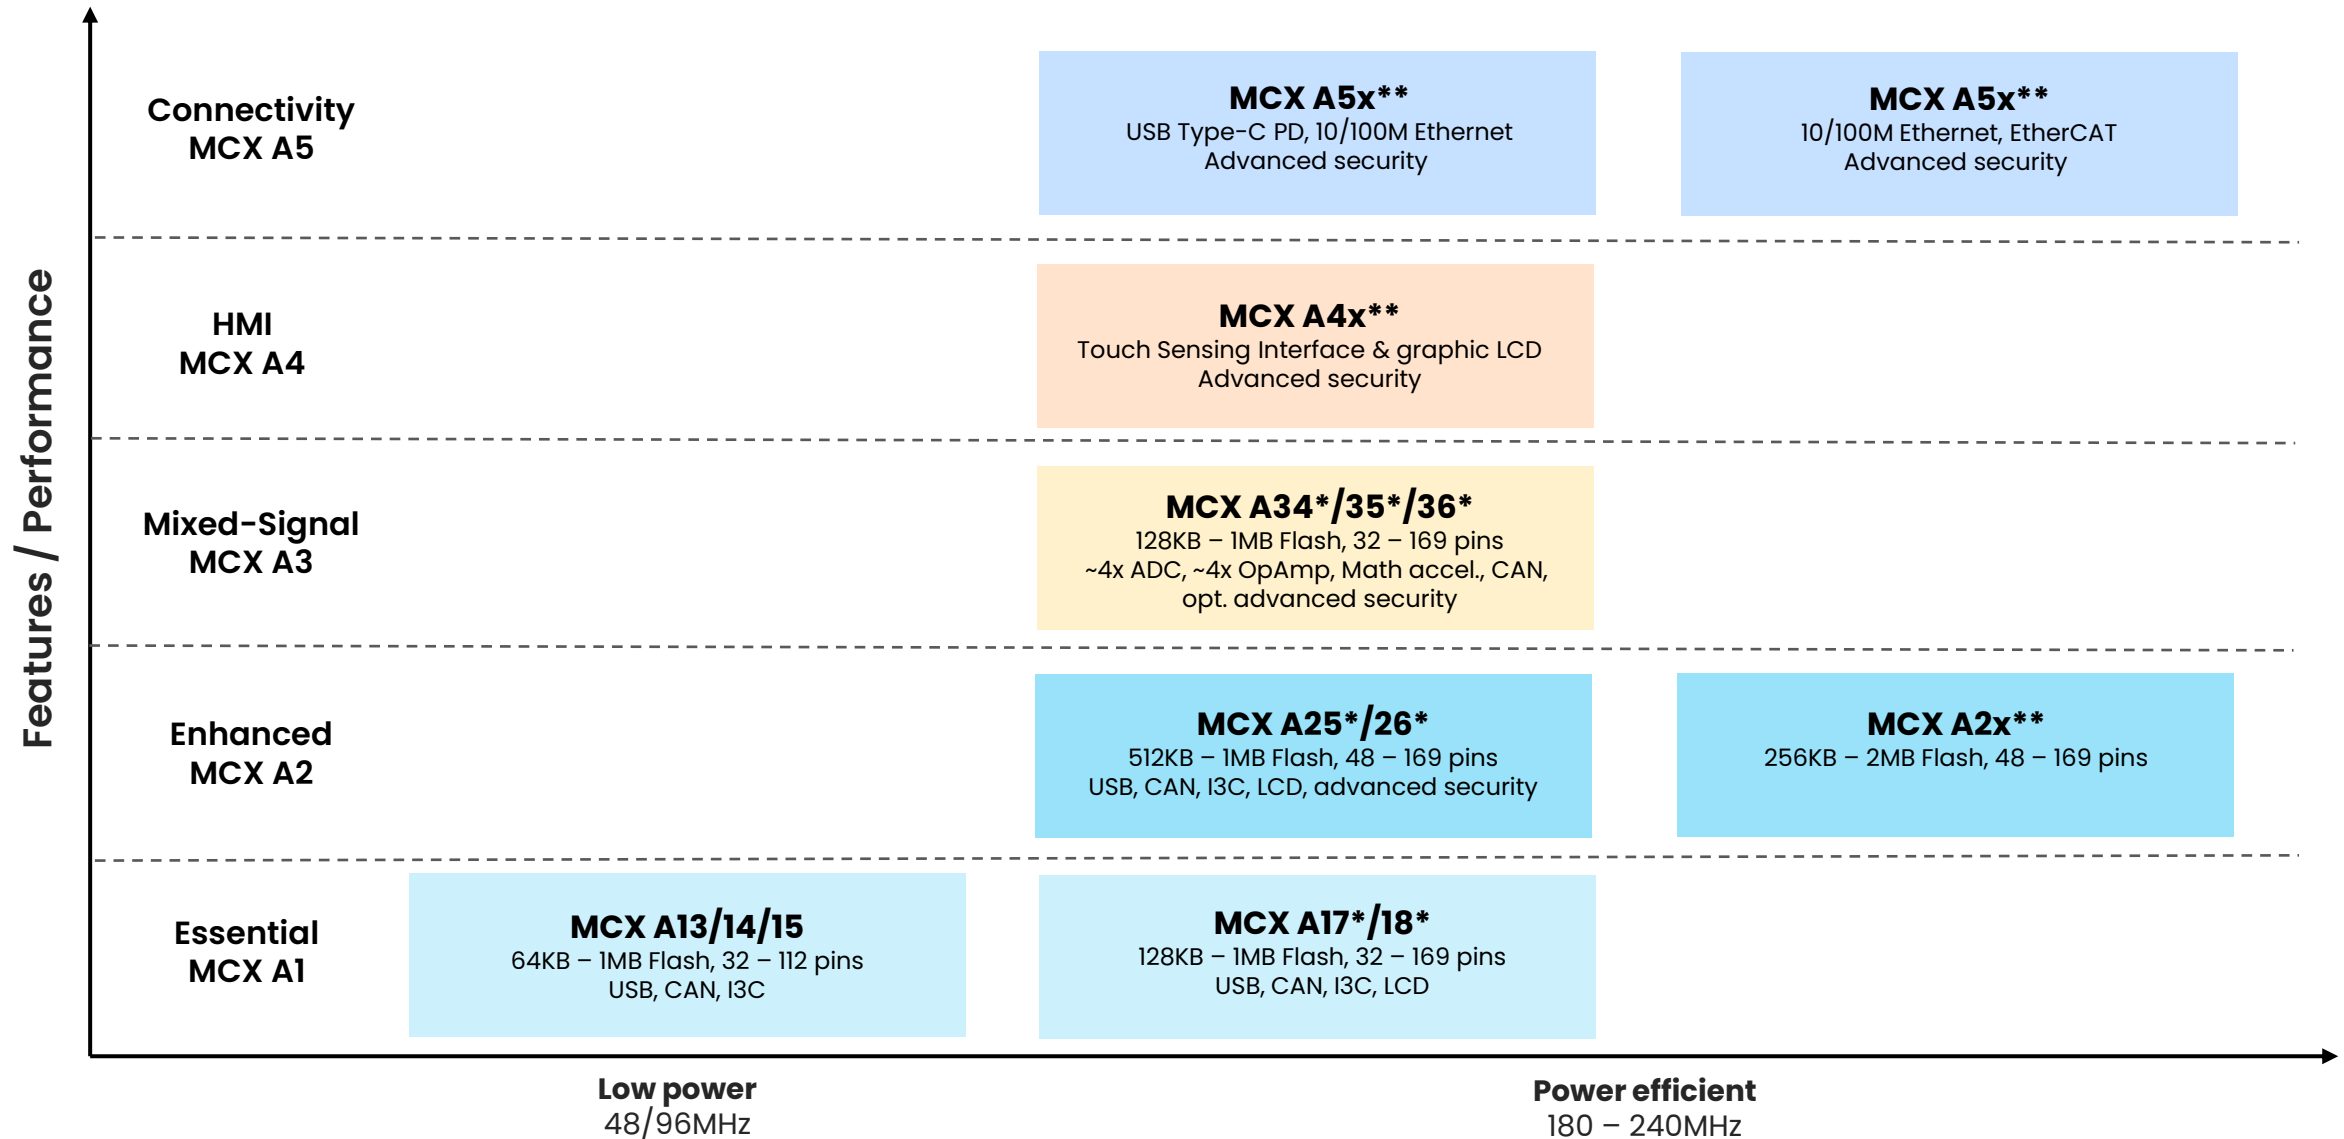 Features / Performance
Connectivity
MCX A5
MCX A5x**
USB Type-C PD, 10/100M Ethernet
Advanced security
MCX A5x**
10/100M Ethernet, EtherCAT
Advanced security
HMI
MCX A4
MCX A4x**
Touch Sensing Interface & graphic LCD
Advanced security
Mixed-Signal
MCX A3
MCX A34*/35*/36*
128KB – 1MB Flash, 32 – 169 pins
~4x ADC, ~4x OpAmp, Math accel., CAN,
opt. advanced security
Enhanced
MCX A2
MCX A25*/26*
512KB – 1MB Flash, 48 – 169 pins
USB, CAN, I3C, LCD, advanced security
MCX A2x**
256KB – 2MB Flash, 48 – 169 pins
Essential
MCX A1
MCX A13/14/15
64KB – 1MB Flash, 32 – 112 pins
USB, CAN, I3C
MCX A17*/18*
128KB – 1MB Flash, 32 – 169 pins
USB, CAN, I3C, LCD
Low power
48/96MHz
Power efficient
180 – 240MHz